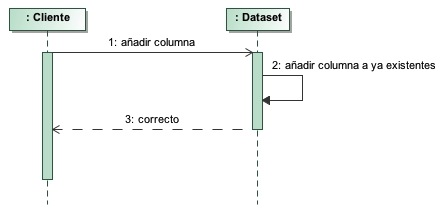 : Cliente
: Dataset
1: añadir columna
2: añadir columna a ya existentes
3: correcto